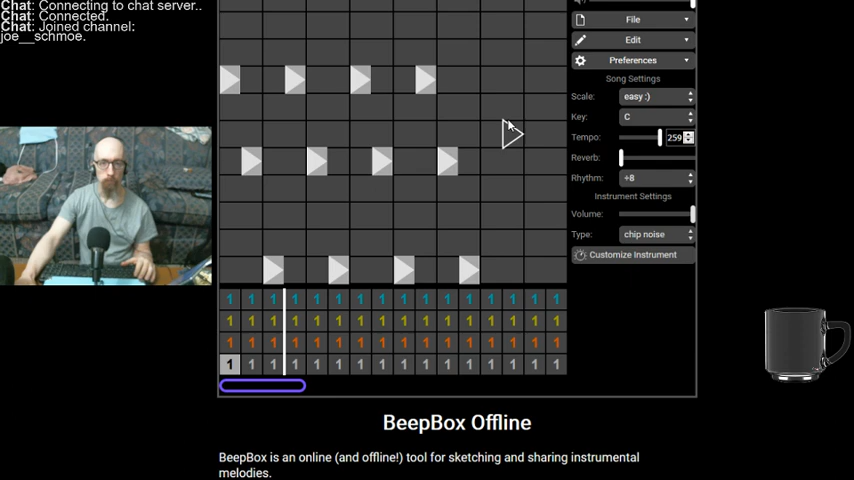 Chat: Connecting to chat server..
Chat: Connected.
Chat: Joined channel:
joe__schmoe.
File
Edit
Preferences
Song Settings
Scale: easy :)
Key: C
Tempo: 259
Reverb:
Rhythm: ÷8
Instrument Settings
Volume:
Type: chip noise
Customize Instrument
1 1 1 1 1 1 1 1 1 1 1 1 1 1 1 1
1 1 1 1 1 1 1 1 1 1 1 1 1 1 1 1
1 1 1 1 1 1 1 1 1 1 1 1 1 1 1 1
1 1 1 1 1 1 1 1 1 1 1 1 1 1 1 1
BeepBox Offline
BeepBox is an online (and offline!) tool for sketching and sharing instrumental
melodies.